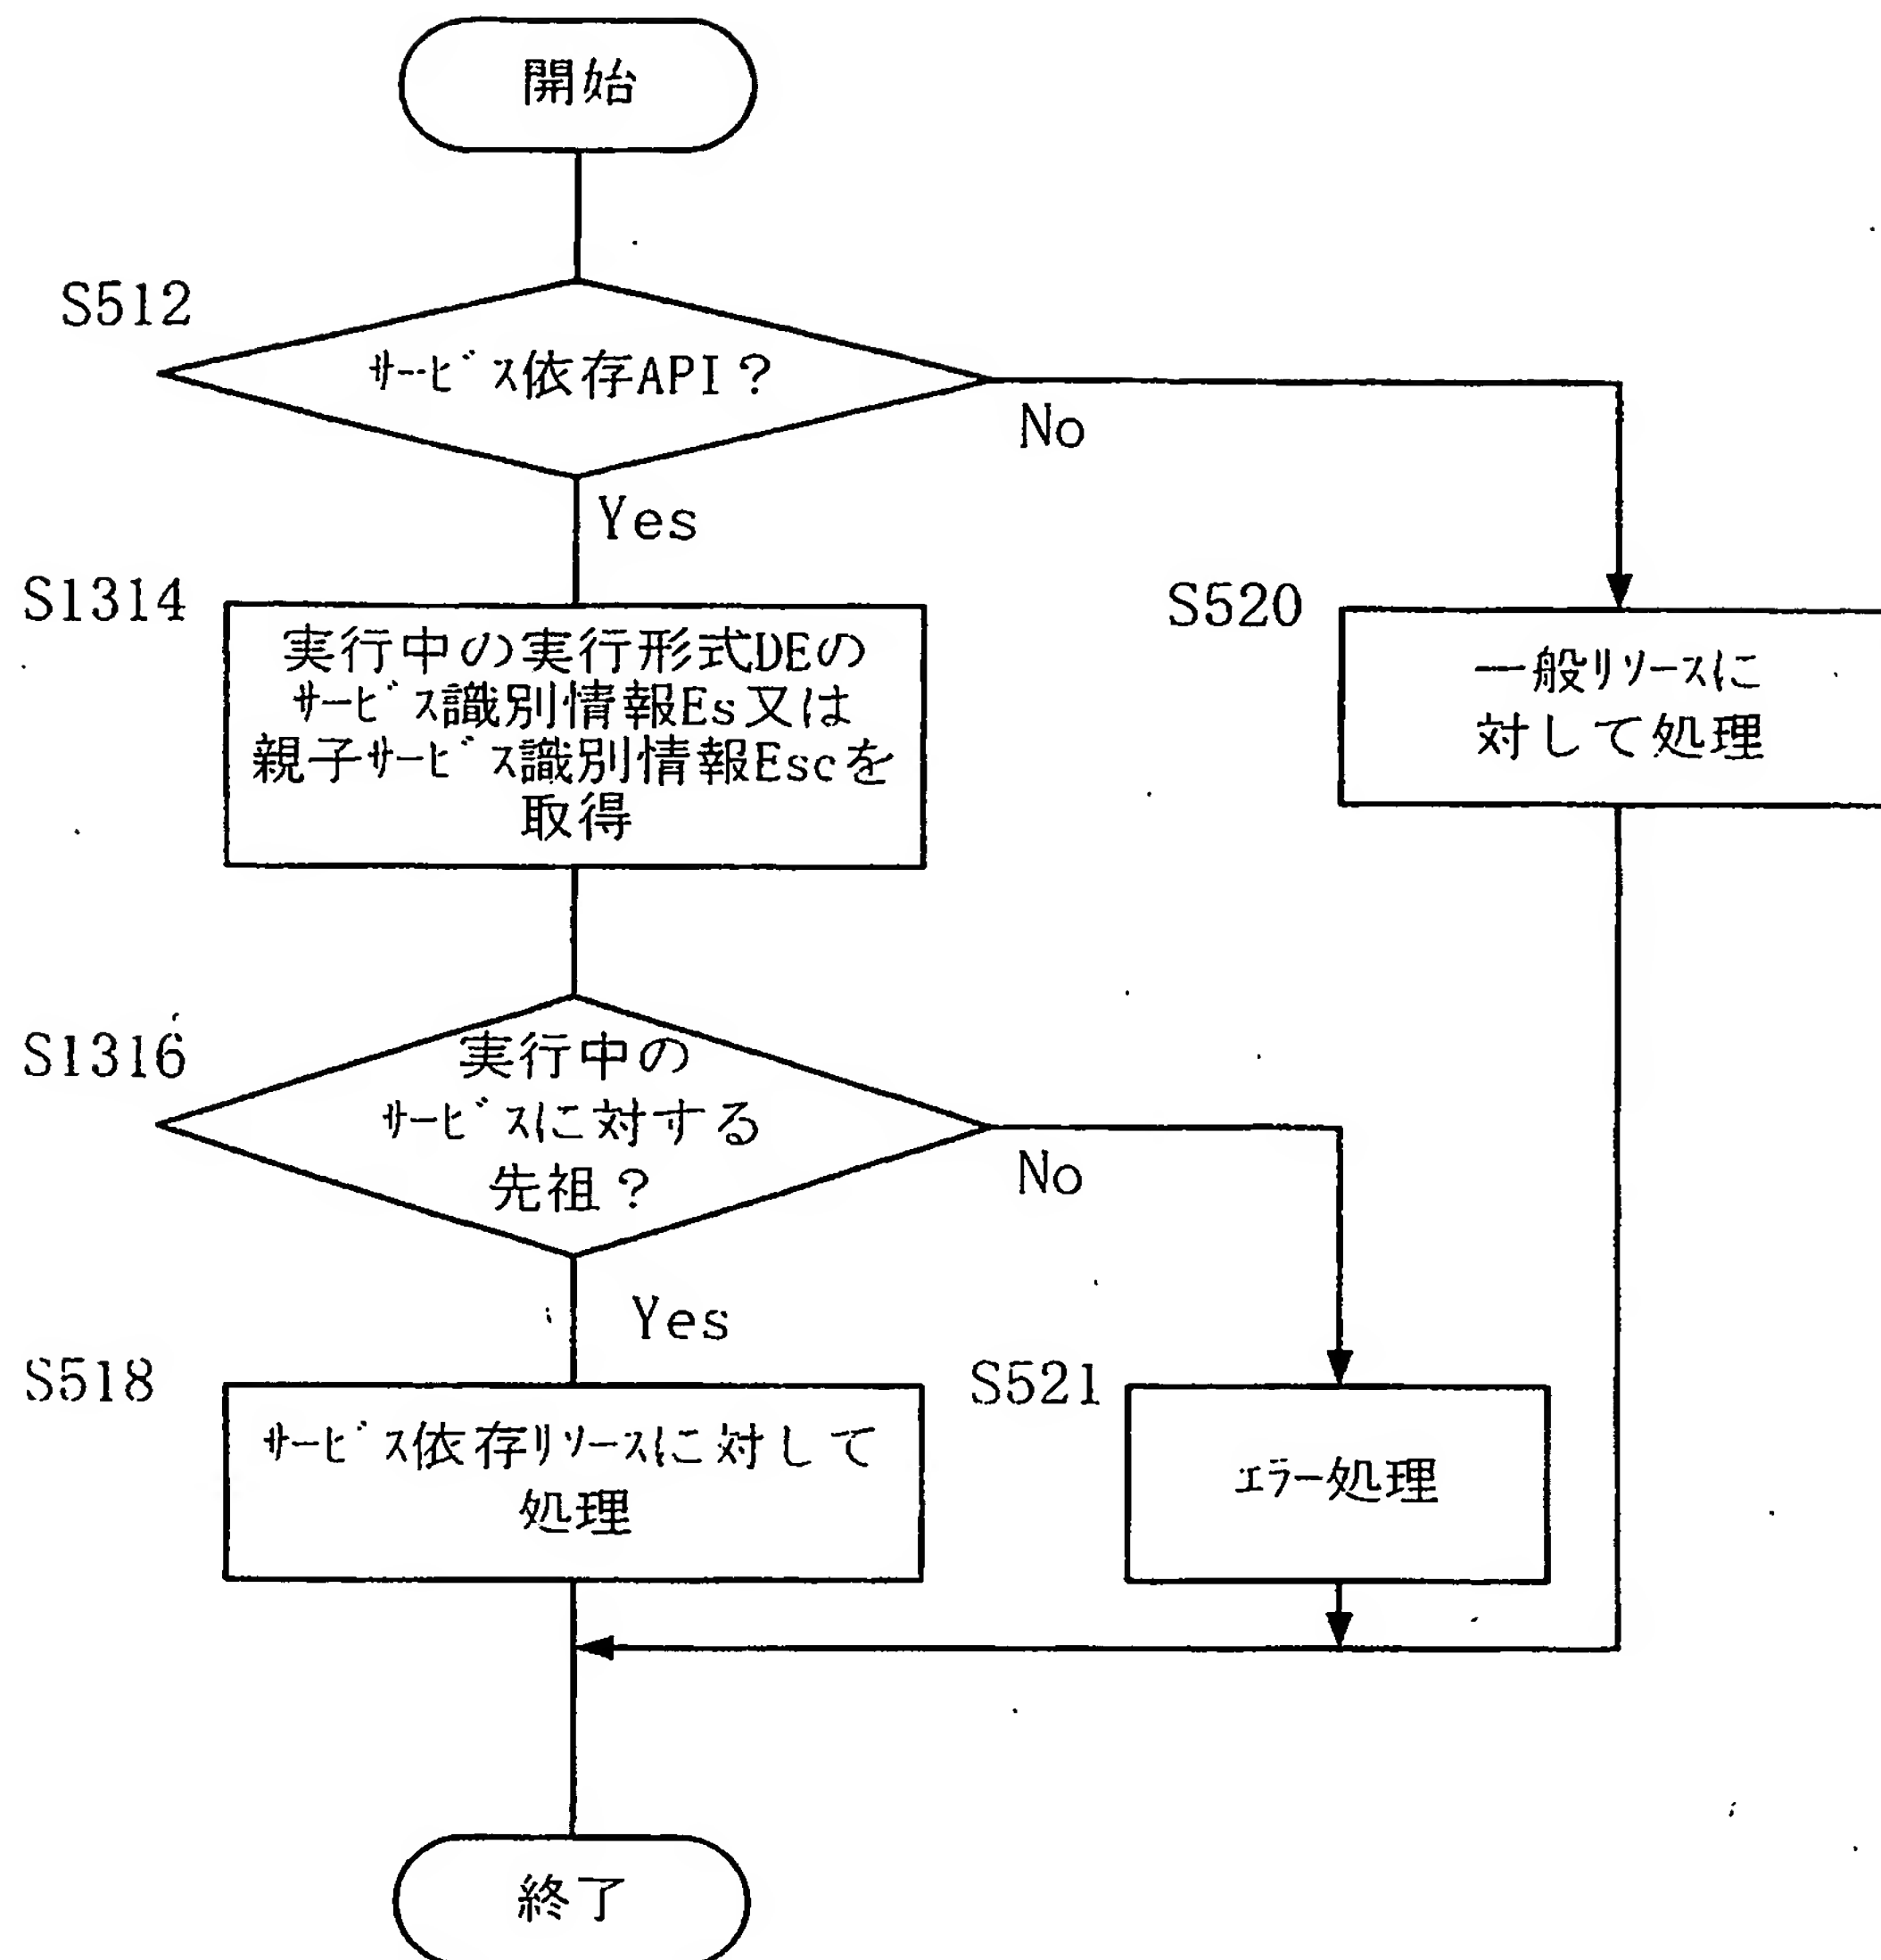 開始
S512
ｻｰﾋﾞｽ依存API？
No
Yes
S1314
実行中の実行形式DEの
ｻｰﾋﾞｽ識別情報Es又は
親子ｻｰﾋﾞｽ識別情報Escを
取得
S520
一般ﾘｿｰｽに
対して処理
S1316
実行中の
ｻｰﾋﾞｽに対する
先祖？
No
Yes
S518
ｻｰﾋﾞｽ依存ﾘｿｰｽに対して
処理
S521
ｴﾗｰ処理
終了